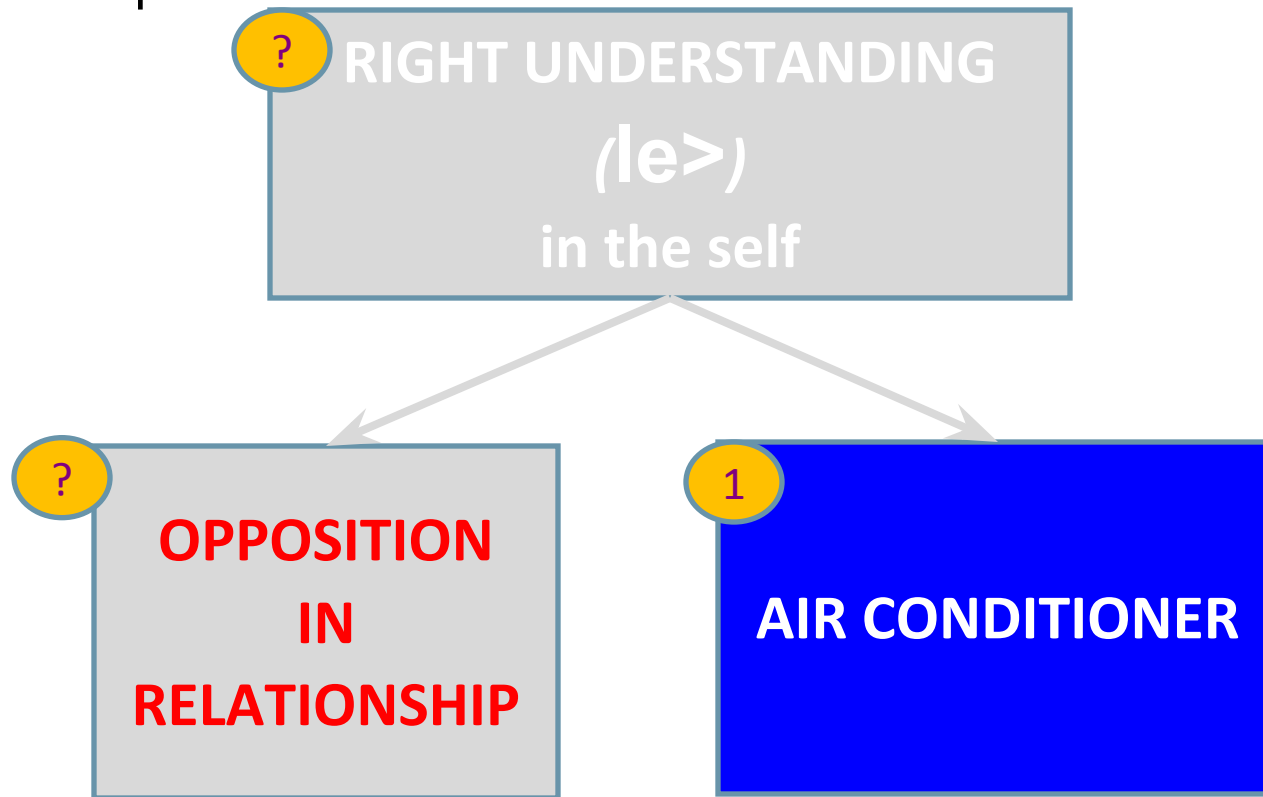 ?
RIGHT UNDERSTANDING
(le>)
in the self
?
OPPOSITION
IN
RELATIONSHIP
1
AIR CONDITIONER